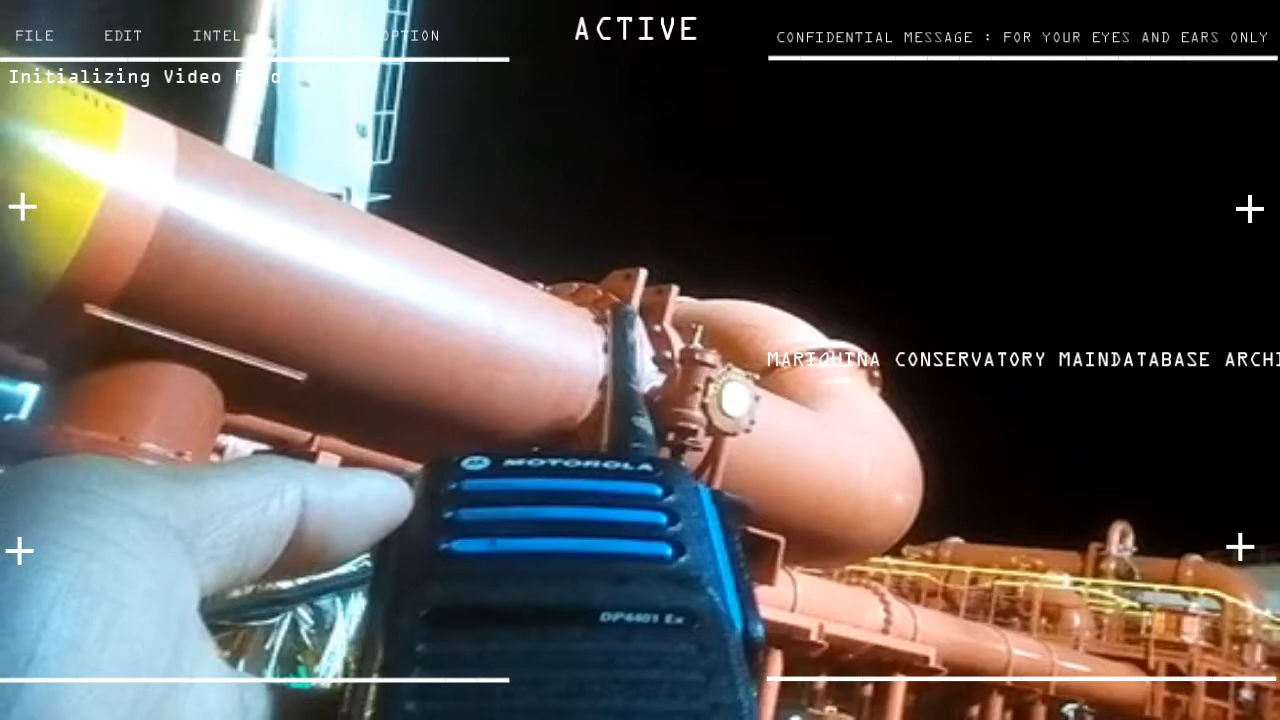 ACTIVE
FILE EDIT INTEL OPTION
CONFIDENTIAL MESSAGE : FOR YOUR EYES AND EARS ONLY
Initializing Video
MARIQUINA CONSERVATORY MAINDATABASE
MOTOROLA
DP4401 Ex